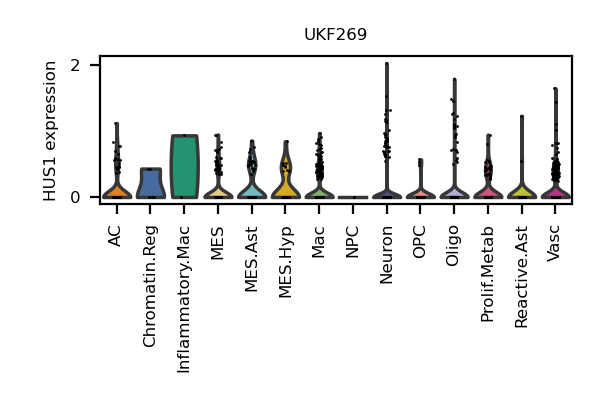 UKF269
HUS1 expression
2
0
AC
Chromatin.Reg
Inflammatory.Mac
MES
MES.Ast
MES.Hyp
Mac
NPC
Neuron
OPC
Oligo
Prolif.Metab
Reactive.Ast
Vasc